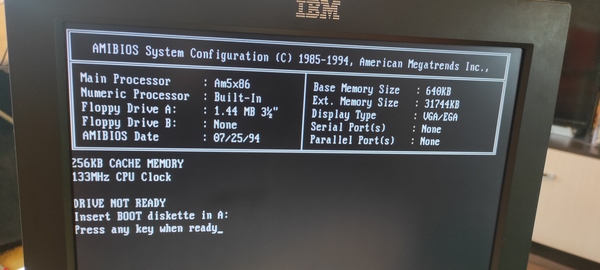 IBM
AMIBIOS System Configuration (C) 1985-1994, American Megatrends Inc.,
Main Processor : Am5x86
Numeric Processor : Built-In
Floppy Drive A: : 1.44 MB 3½"
Floppy Drive B: : None
AMIBIOS Date : 07/25/94
Base Memory Size : 640KB
Ext. Memory Size : 31744KB
Display Type : VGA/EGA
Serial Port(s) : None
Parallel Port(s) : None
256KB CACHE MEMORY
133MHz CPU Clock
DRIVE NOT READY
Insert BOOT diskette in A:
Press any key when ready_